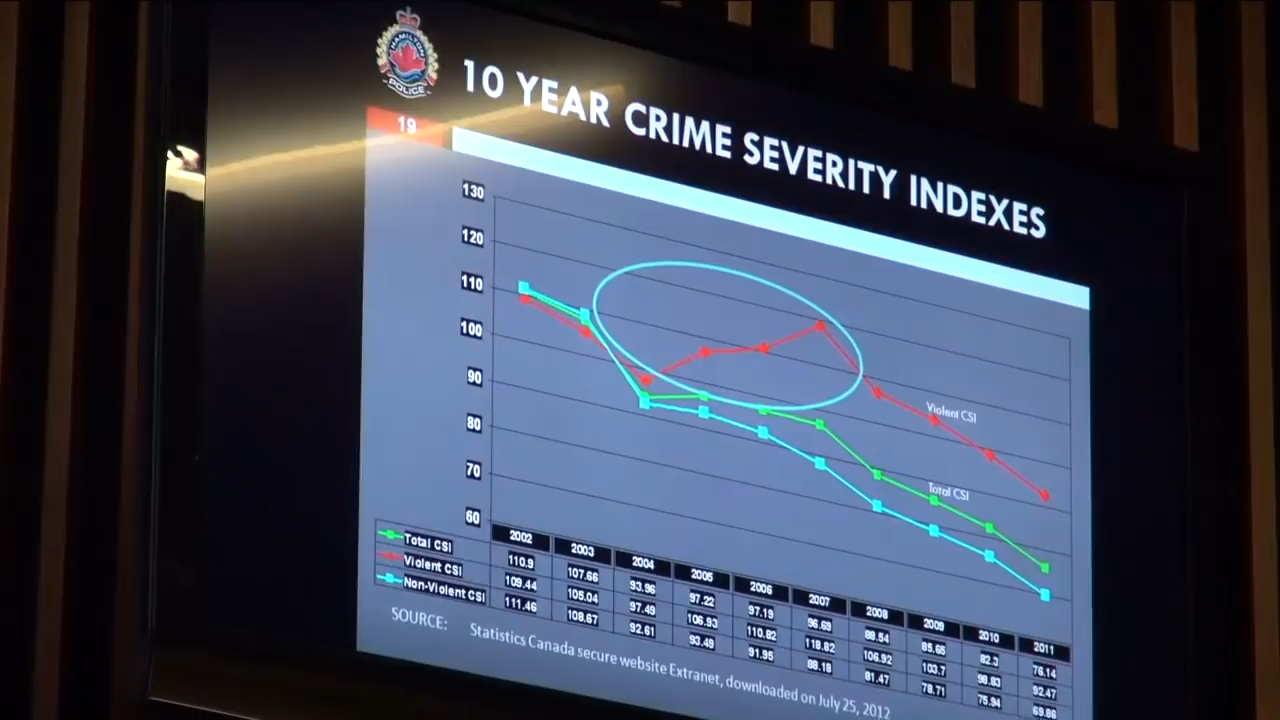 HAMILTON
POLICE
10 YEAR CRIME SEVERITY INDEXES
19
130
120
110
100
90
80
70
60
Violent CSI
Total CSI
2002 2003 2004 2005 2006 2007 2008 2009 2010 2011
Total CSI 110.9 107.66 93.96 97.22 97.19 96.69 88.54 85.65 82.3 76.14
Violent CSI 109.44 105.04 97.49 106.93 110.82 118.82 106.92 103.7 98.83 92.47
Non-Violent CSI 111.46 108.67 92.61 93.49 91.95 88.18 81.47 78.71 75.94 69.86
SOURCE: Statistics Canada secure website Extranet, downloaded on July 25, 2012